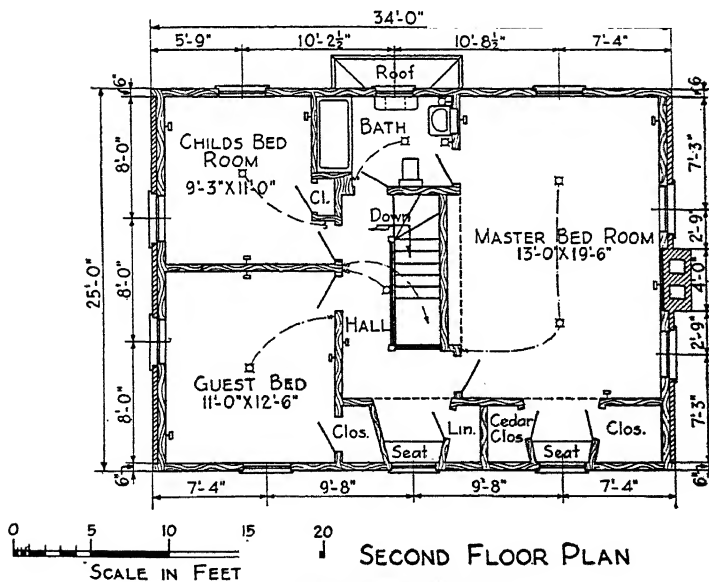 34'-0"
5'-9" 10'-2½" 10'-8½" 7'-4"
Roof
6" 6
BATH
CHILDS BED
ROOM
9'-3"X11'-0"
8'-0" 7'-3"
Cl.
Down
2'-9"
MASTER BED ROOM
13'-0"X19'-6"
25'-0"
8'-0" 4'-0"
HALL
2'-9"
GUEST BED
11'-0"X12'-6"
8'-0" 7'-3"
Clos. Lin. Cedar
Clos. Clos.
Seat Seat
6" 6"
7'-4" 9'-8" 9'-8" 7'-4"
0 5 10 15 20
SCALE IN FEET
SECOND FLOOR PLAN